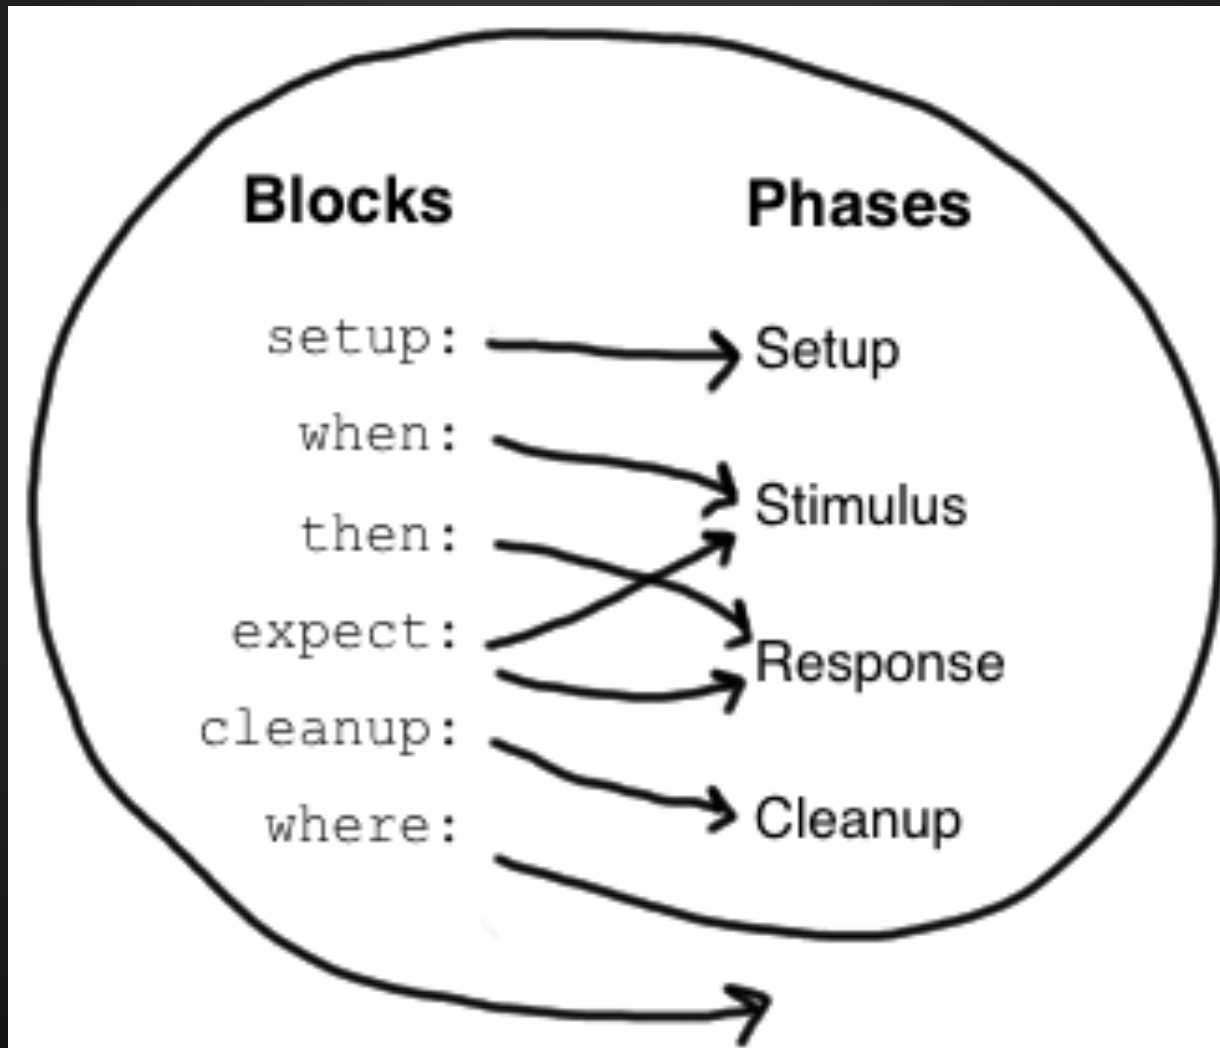 Blocks
Phases
setup:
Setup
when:
Stimulus
then:
expect:
Response
cleanup:
where:
Cleanup